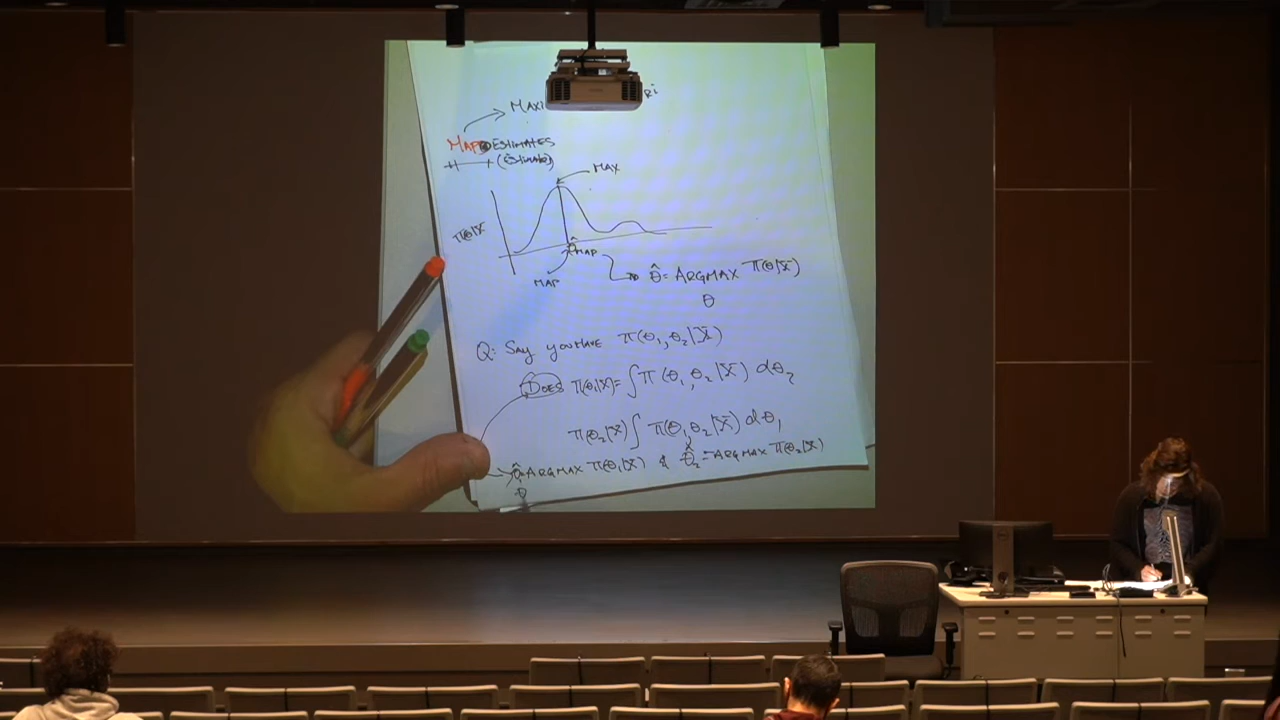 MAXI RI
MAP ESTIMATES
(ESTIMATE)
MAX
π(θ|X̄
θ̂MAP
MAP
θ̂ = ARGMAX π(θ|X̄)
θ
Q: SAY YOU HAVE π(θ₁, θ₂|X̄)
DOES π(θ₁|X̄) = ∫ π(θ₁, θ₂|X̄) dθ₂
π(θ₂|X̄) ∫ π(θ₁, θ₂|X̄) dθ₁
θ̂₁ = ARGMAX π(θ₁|X̄) & θ̂₂ = ARGMAX π(θ₂|X̄)
θ